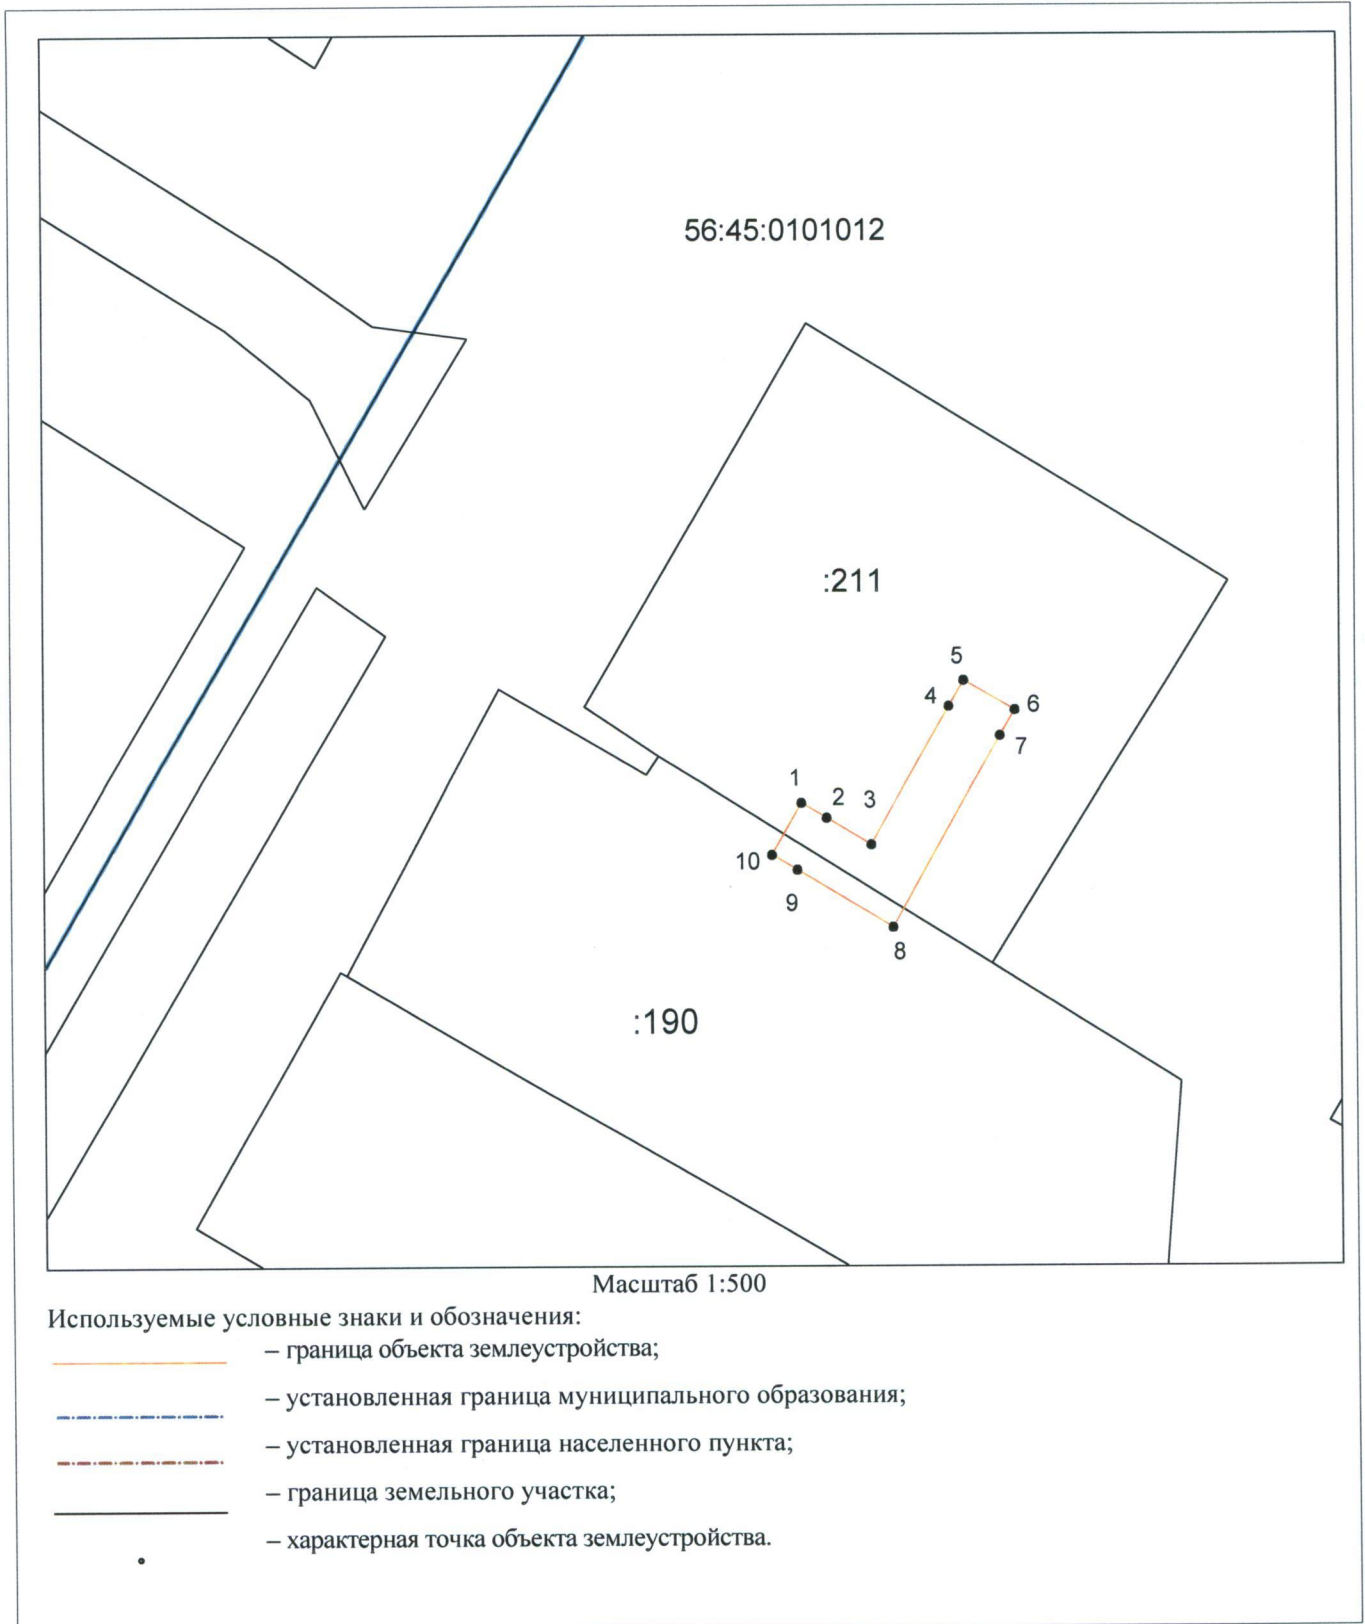 56:45:0101012
:211
5
4
6
7
1
2
3
10
9
8
:190
Масштаб 1:500
Используемые условные знаки и обозначения:
– граница объекта землеустройства;
– установленная граница муниципального образования;
– установленная граница населенного пункта;
– граница земельного участка;
– характерная точка объекта землеустройства.